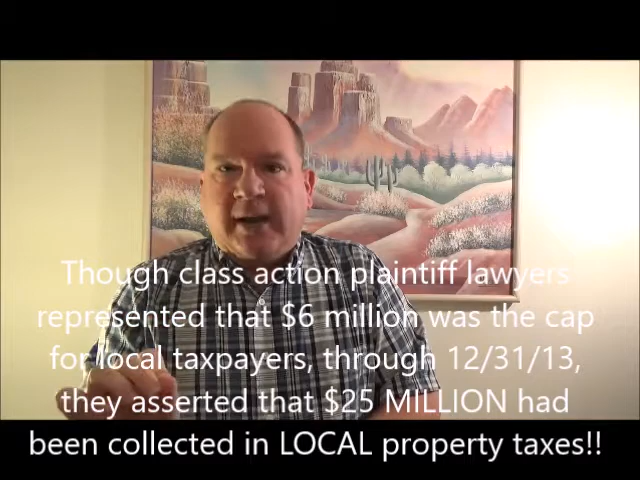 Though class action plaintiff lawyers
represented that $6 million was the cap
for local taxpayers, through 12/31/13,
they asserted that $25 MILLION had
been collected in LOCAL property taxes!!